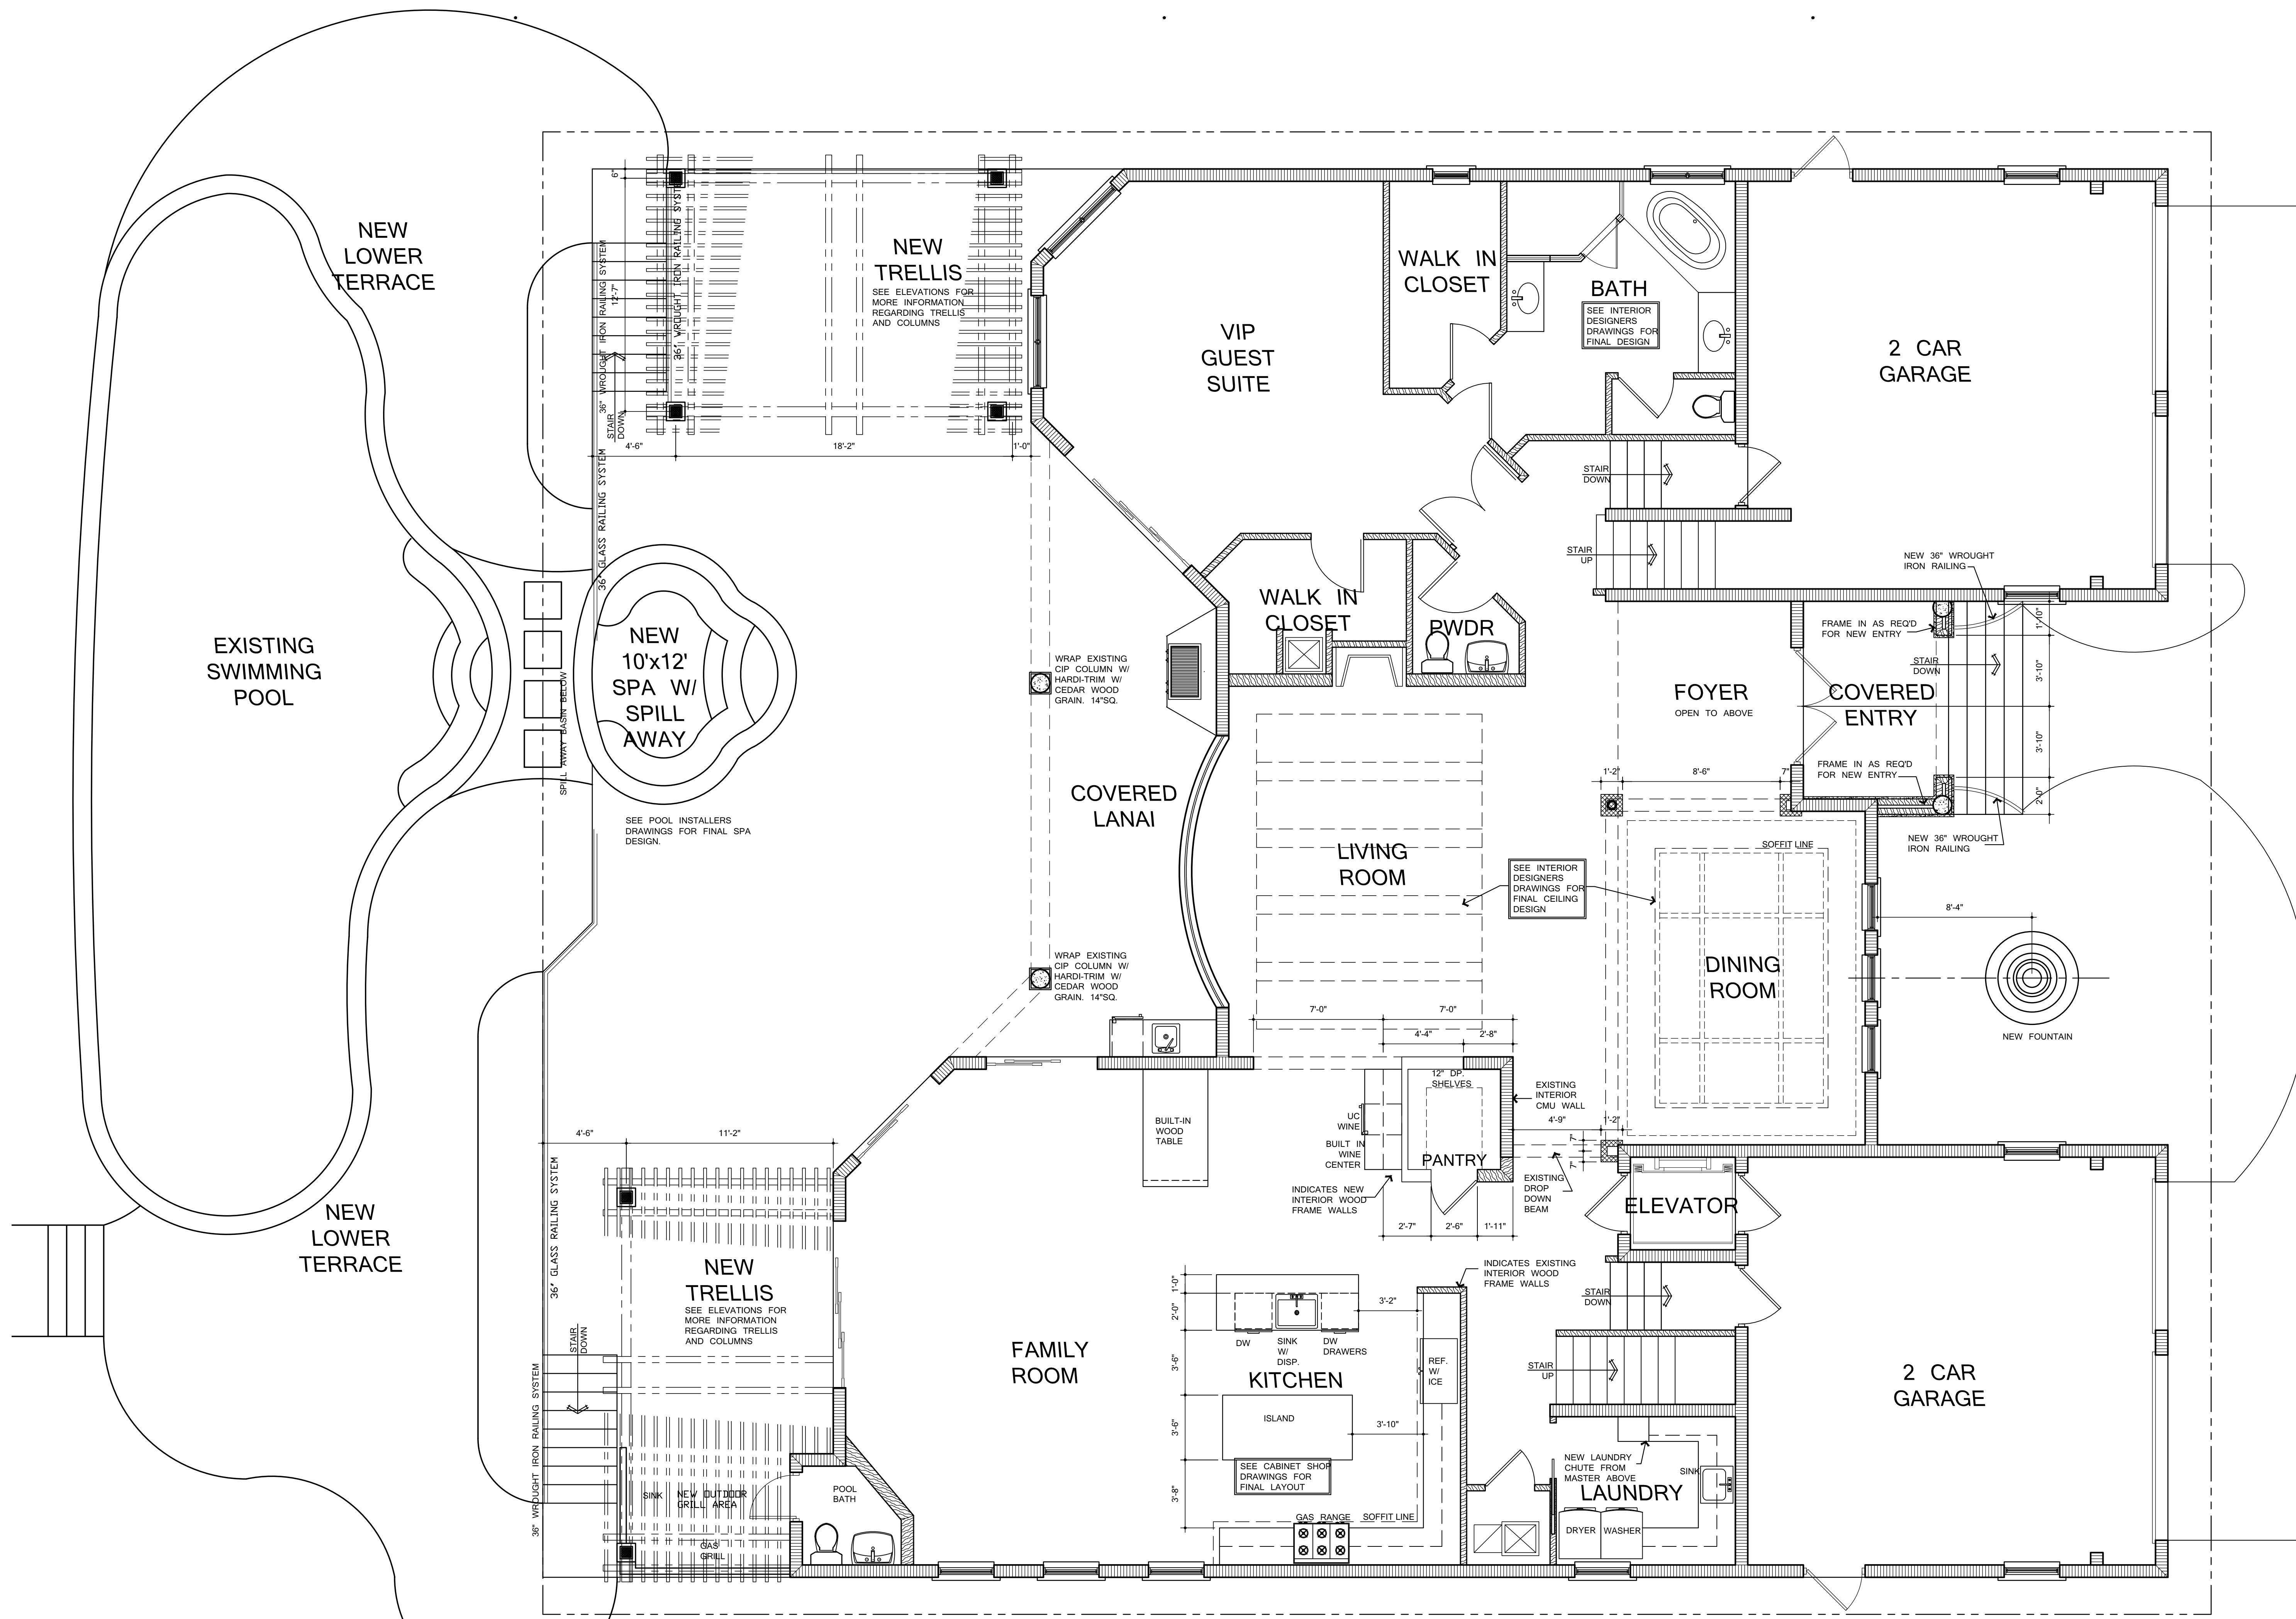 NEW
LOWER
TERRACE
6"
36" WROUGHT IRON RAILING SYSTEM
12'-7"
36" WROUGHT IRON RAILING SYSTEM
STAIR
DOWN
NEW
TRELLIS
SEE ELEVATIONS FOR
MORE INFORMATION
REGARDING TRELLIS
AND COLUMNS
4'-6"
18'-2"
1'-0"
36" GLASS RAILING SYSTEM
VIP
GUEST
SUITE
WALK IN
CLOSET
BATH
SEE INTERIOR
DESIGNERS
DRAWINGS FOR
FINAL DESIGN
2 CAR
GARAGE
STAIR
DOWN
STAIR
UP
NEW 36" WROUGHT
IRON RAILING
EXISTING
SWIMMING
POOL
SPILL AWAY BASIN BELOW
NEW
10'x12'
SPA W/
SPILL
AWAY
SEE POOL INSTALLERS
DRAWINGS FOR FINAL SPA
DESIGN.
WRAP EXISTING
CIP COLUMN W/
HARDI-TRIM W/
CEDAR WOOD
GRAIN. 14"SQ.
WALK IN
CLOSET
PWDR
FOYER
OPEN TO ABOVE
FRAME IN AS REQ'D
FOR NEW ENTRY
STAIR
DOWN
COVERED
ENTRY
1'-10"
3'-10"
3'-10"
2'-0"
FRAME IN AS REQ'D
FOR NEW ENTRY
1'-2"
8'-6"
7"
NEW 36" WROUGHT
IRON RAILING
COVERED
LANAI
LIVING
ROOM
SOFFIT LINE
SEE INTERIOR
DESIGNERS
DRAWINGS FOR
FINAL CEILING
DESIGN
8'-4"
DINING
ROOM
NEW FOUNTAIN
WRAP EXISTING
CIP COLUMN W/
HARDI-TRIM W/
CEDAR WOOD
GRAIN. 14"SQ.
7'-0"
7'-0"
4'-4"
2'-8"
12" DP.
SHELVES
EXISTING
INTERIOR
CMU WALL
4'-9"
1'-2"
7"
7"
BUILT-IN
WOOD
TABLE
UC
WINE
BUILT IN
WINE
CENTER
PANTRY
EXISTING
DROP
DOWN
BEAM
INDICATES NEW
INTERIOR WOOD
FRAME WALLS
2'-7"
2'-6"
1'-11"
ELEVATOR
4'-6"
11'-2"
NEW
LOWER
TERRACE
36" GLASS RAILING SYSTEM
NEW
TRELLIS
SEE ELEVATIONS FOR
MORE INFORMATION
REGARDING TRELLIS
AND COLUMNS
STAIR
DOWN
36" WROUGHT IRON RAILING SYSTEM
FAMILY
ROOM
INDICATES EXISTING
INTERIOR WOOD
FRAME WALLS
1'-0"
2'-0"
3'-6"
3'-6"
3'-8"
3'-2"
DW
SINK
W/
DISP.
DW
DRAWERS
KITCHEN
REF.
W/
ICE
ISLAND
3'-10"
SEE CABINET SHOP
DRAWINGS FOR
FINAL LAYOUT
GAS RANGE
SOFFIT LINE
STAIR
DOWN
STAIR
UP
2 CAR
GARAGE
NEW LAUNDRY
CHUTE FROM
MASTER ABOVE
SINK
LAUNDRY
DRYER
WASHER
SINK
NEW OUTDOOR
GRILL AREA
GAS
GRILL
POOL
BATH